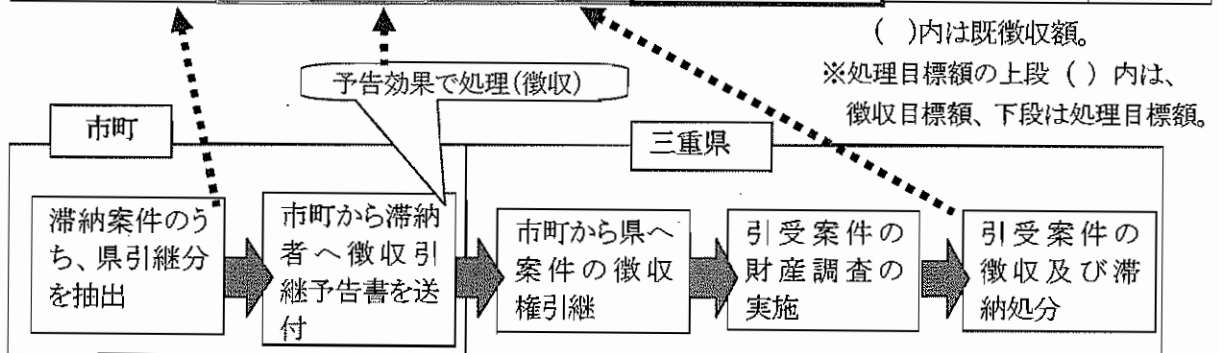 ( )内は既徴収額。
※処理目標額の上段 ( ) 内は、
徴収目標額、下段は処理目標額。
予告効果で処理(徴収)
市町
三重県
滞納案件のう
ち、県引継分
を抽出
市町から滞納
者へ徴収引
継予告書を送
付
市町から県へ
案件の徴収
権引継
引受案件の
財産調査の
実施
引受案件の
徴収及び滞
納処分